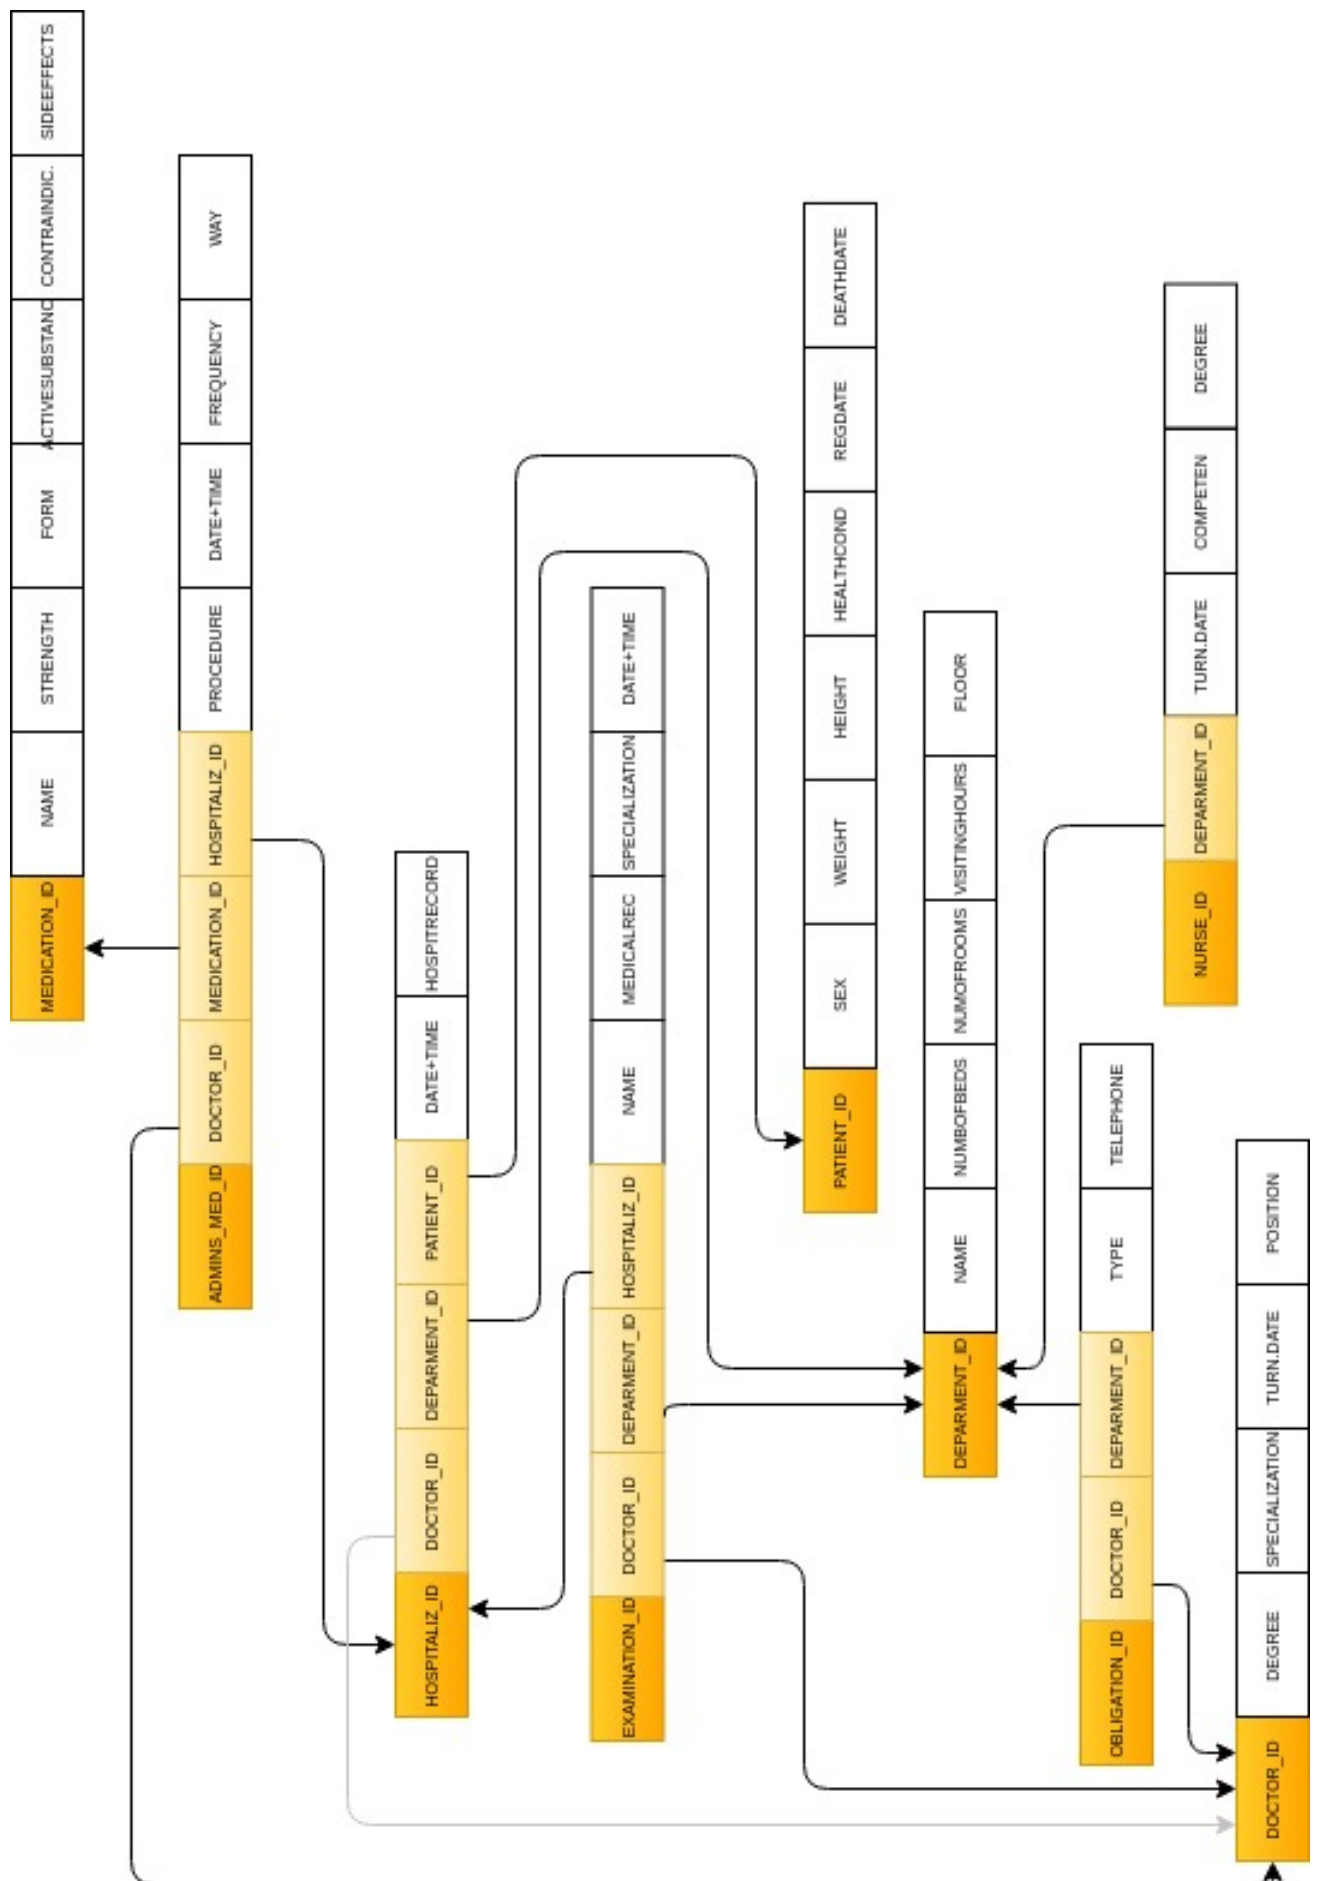 MEDICATION_ID NAME STRENGTH FORM ACTIVESUBSTANC CONTRAINDIC. SIDEEFFECTS
ADMINS_MED_ID DOCTOR_ID MEDICATION_ID HOSPITALIZ_ID PROCEDURE DATE+TIME FREQUENCY WAY
HOSPITALIZ_ID DOCTOR_ID DEPARMENT_ID PATIENT_ID DATE+TIME HOSPITRECORD
EXAMINATION_ID DOCTOR_ID DEPARMENT_ID HOSPITALIZ_ID NAME MEDICALREC SPECIALIZATION DATE+TIME
PATIENT_ID SEX WEIGHT HEIGHT HEALTHCOND REGDATE DEATHDATE
DEPARMENT_ID NAME NUMBOFBEDS NUMOFROOMS VISITINGHOURS FLOOR
OBLIGATION_ID DOCTOR_ID DEPARMENT_ID TYPE TELEPHONE
NURSE_ID DEPARMENT_ID TURN.DATE COMPETEN DEGREE
DOCTOR_ID DEGREE SPECIALIZATION TURN.DATE POSITION